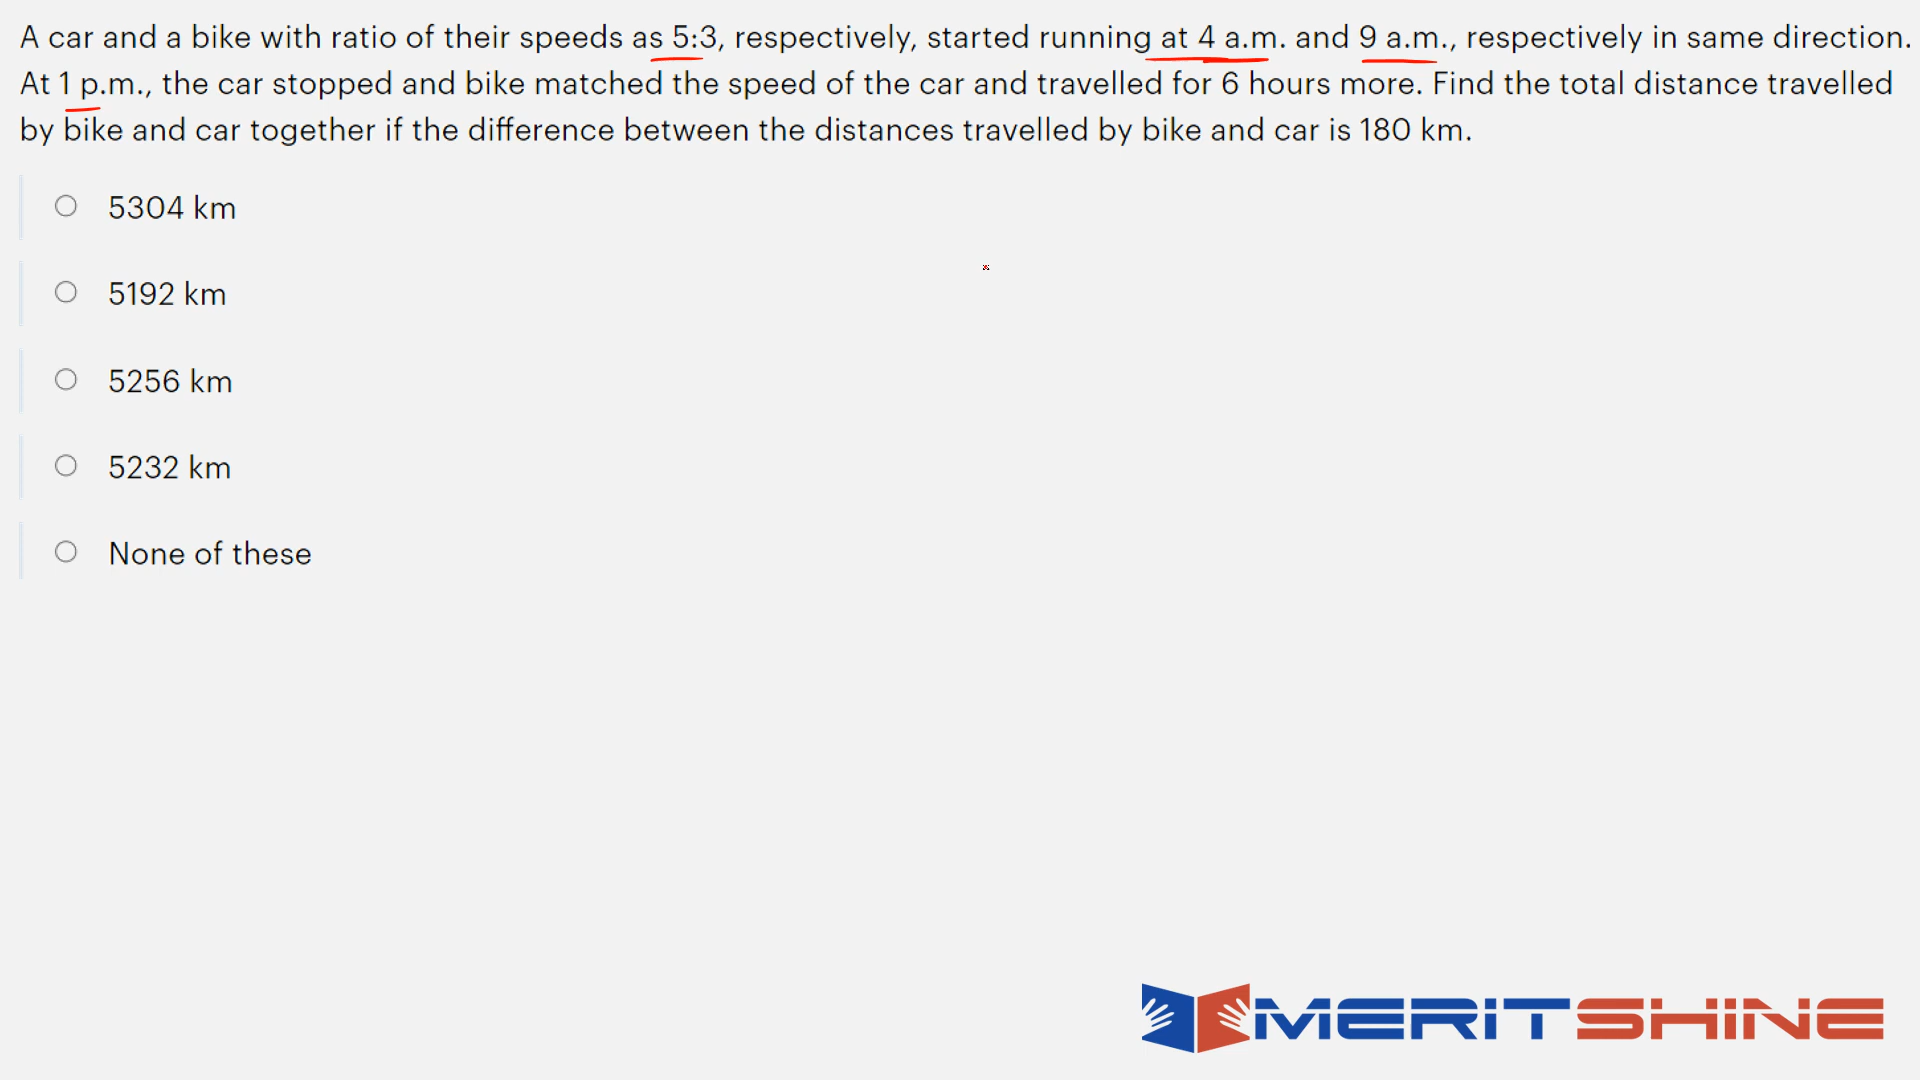 A car and a bike with ratio of their speeds as 5:3, respectively, started running at 4 a.m. and 9 a.m., respectively in same direction.
At 1 p.m., the car stopped and bike matched the speed of the car and travelled for 6 hours more. Find the total distance travelled
by bike and car together if the difference between the distances travelled by bike and car is 180 km.
5304 km
5192 km
5256 km
5232 km
None of these
MERITSHINE